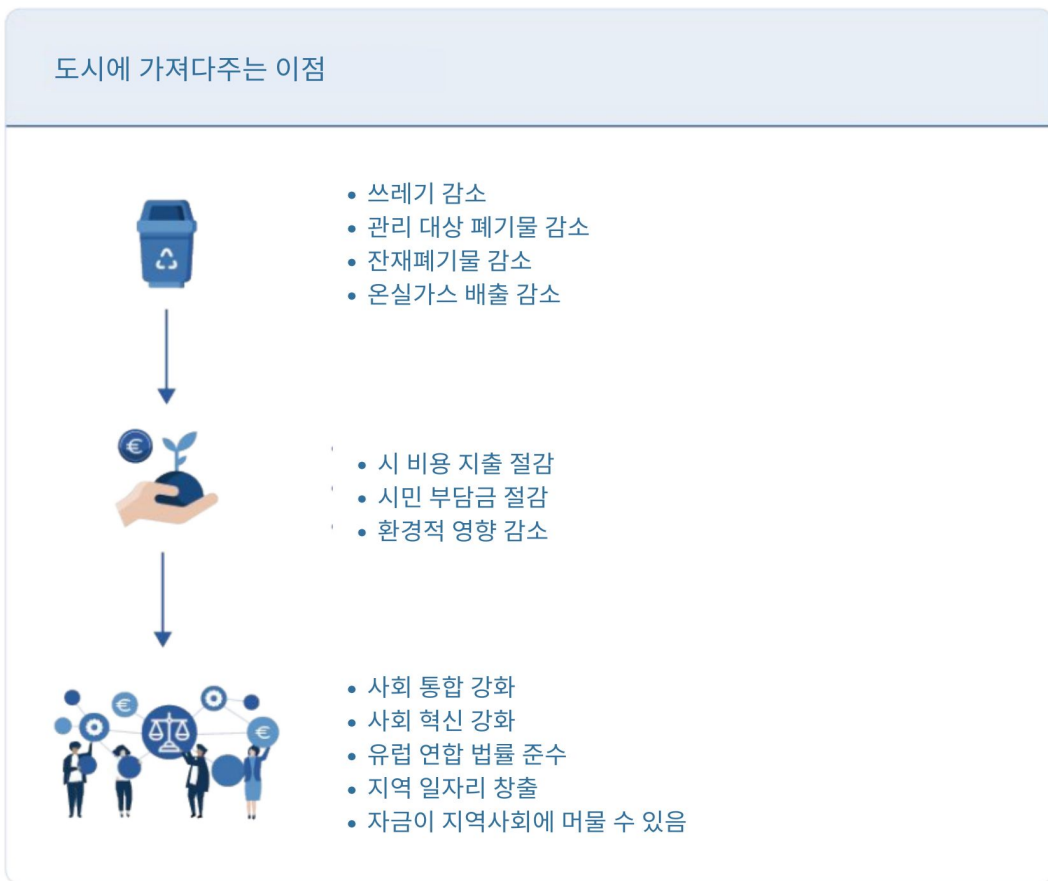 도시에 가져다주는 이점
• 쓰레기 감소
• 관리 대상 폐기물 감소
• 잔재폐기물 감소
• 온실가스 배출 감소
€
• 시 비용 지출 절감
• 시민 부담금 절감
• 환경적 영향 감소
€
€
• 사회 통합 강화
• 사회 혁신 강화
• 유럽 연합 법률 준수
• 지역 일자리 창출
• 자금이 지역사회에 머물 수 있음